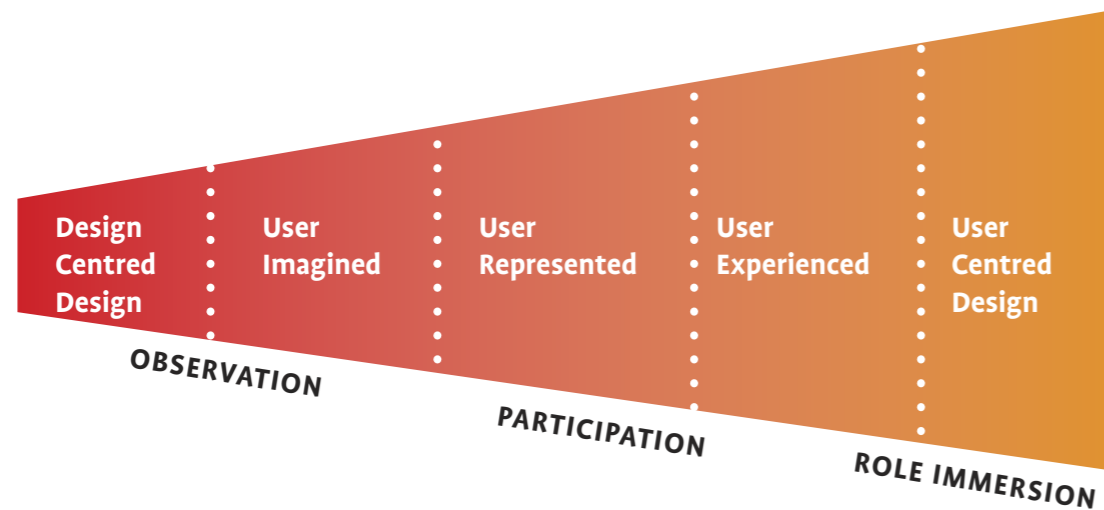 Design
Centred
Design
User
Imagined
User
Represented
User
Experienced
User
Centred
Design
OBSERVATION
PARTICIPATION
ROLE IMMERSION